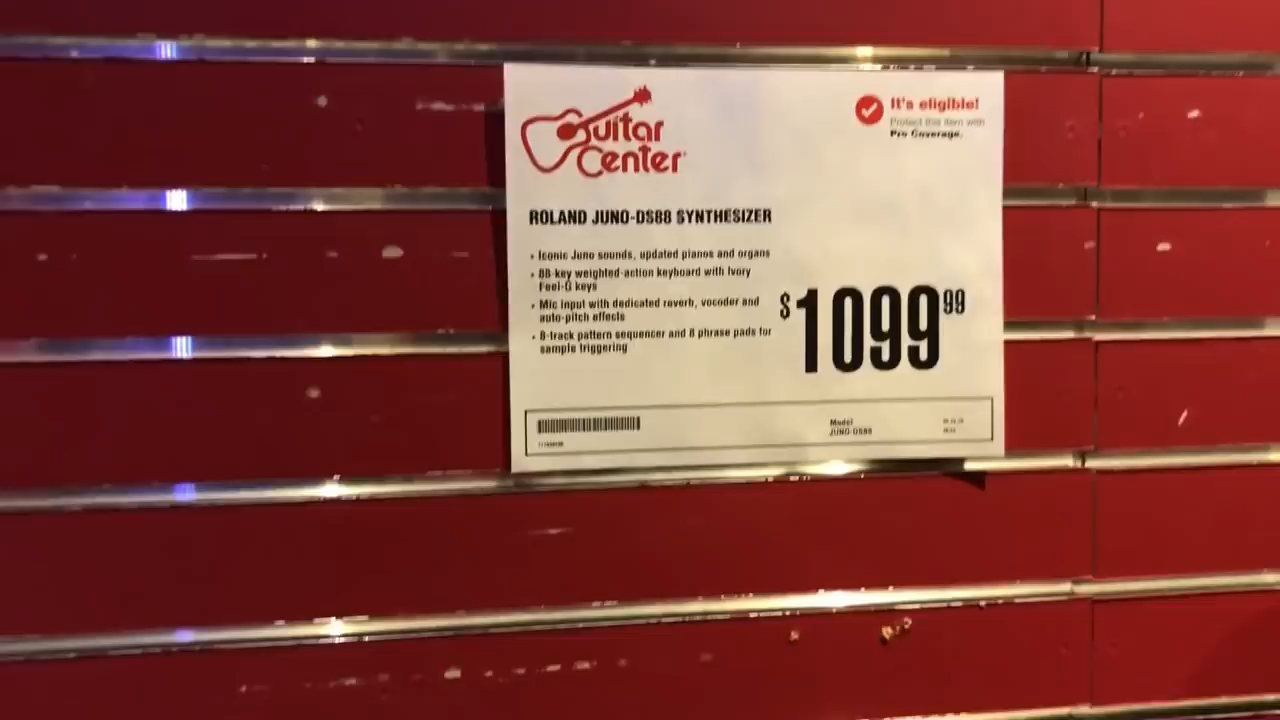 Guitar
Center
It's eligible!
Protect this item with
Pro Coverage.
ROLAND JUNO-DS88 SYNTHESIZER
• Iconic Juno sounds, updated pianos and organs
• 88-key weighted-action keyboard with Ivory
Feel-G keys
• Mic input with dedicated reverb, vocoder and
auto-pitch effects
• 8-track pattern sequencer and 8 phrase pads for
sample triggering
$1099.99
Model
JUNO-DS88